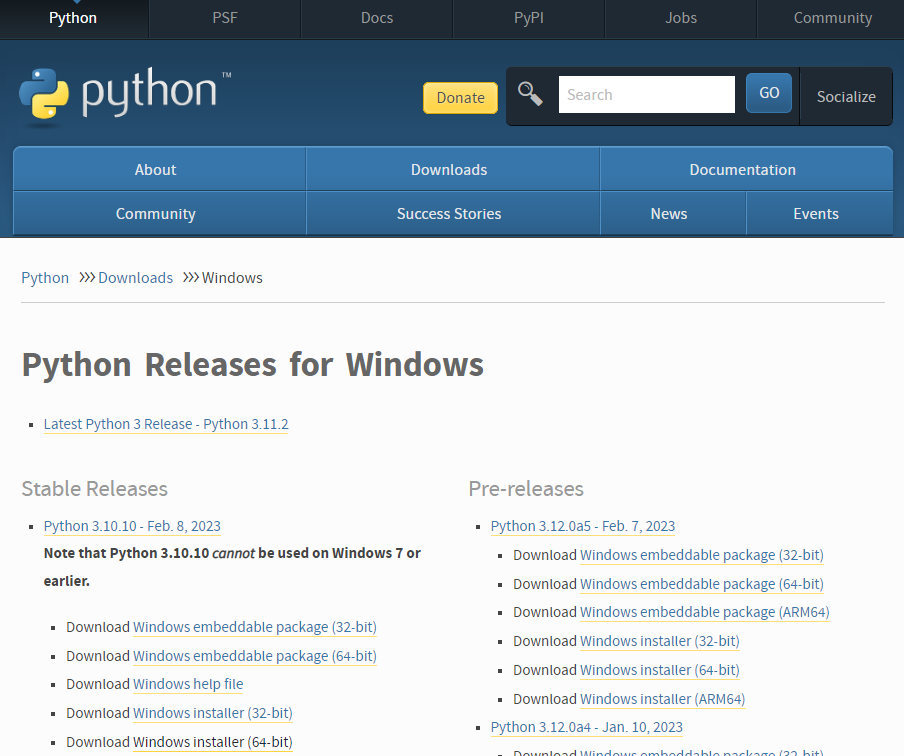 Python PSF Docs PyPI Jobs Community
python™ Donate Search GO Socialize
About Downloads Documentation
Community Success Stories News Events
Python >>> Downloads >>> Windows
Python Releases for Windows
Latest Python 3 Release - Python 3.11.2
Stable Releases
Python 3.10.10 - Feb. 8, 2023
Note that Python 3.10.10 cannot be used on Windows 7 or
earlier.
Download Windows embeddable package (32-bit)
Download Windows embeddable package (64-bit)
Download Windows help file
Download Windows installer (32-bit)
Download Windows installer (64-bit)
Pre-releases
Python 3.12.0a5 - Feb. 7, 2023
Download Windows embeddable package (32-bit)
Download Windows embeddable package (64-bit)
Download Windows embeddable package (ARM64)
Download Windows installer (32-bit)
Download Windows installer (64-bit)
Download Windows installer (ARM64)
Python 3.12.0a4 - Jan. 10, 2023
Download Windows embeddable package (32-bit)